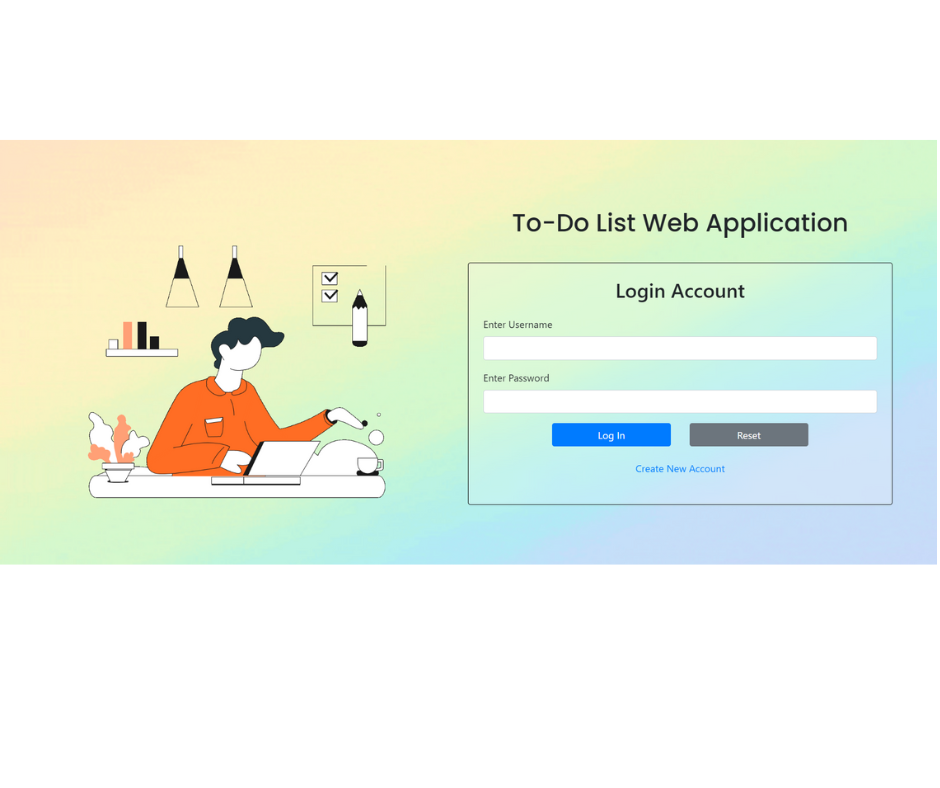 To-Do List Web Application
Login Account
Enter Username
Enter Password
Log In
Reset
Create New Account